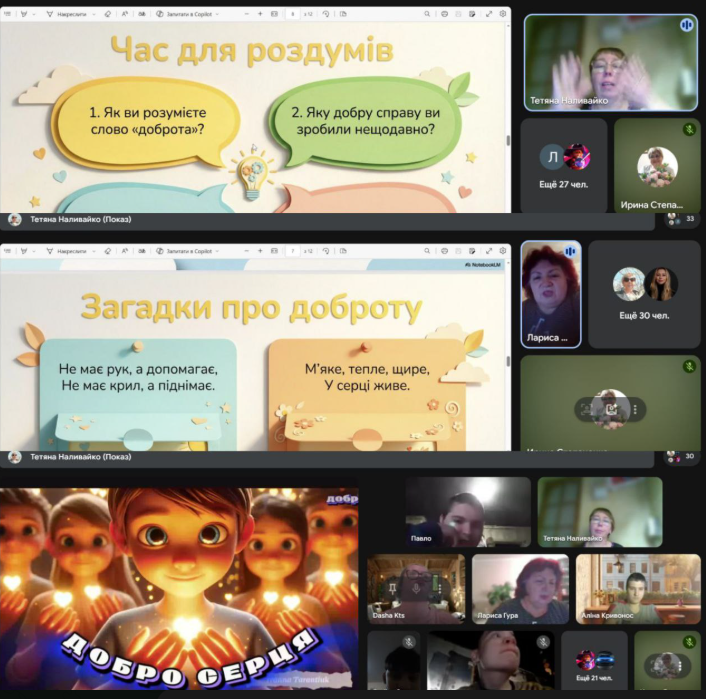 Накреслити
Запитати в Copilot
8
з 12
Час для роздумів
1. Як ви розумієте
слово «доброта»?
2. Яку добру справу ви
зробили нещодавно?
Тетяна Наливайко (Показ)
Тетяна Наливайко
Л
Ещё 27 чел.
Ирина Степа...
33
Накреслити
Запитати в Copilot
7
з 12
NotebookLM
Загадки про доброту
Не має рук, а допомагає,
Не має крил, а піднімає.
М'яке, тепле, щире,
У серці живе.
Тетяна Наливайко (Показ)
Лариса ...
Ещё 30 чел.
30
добр
ДОБРО СЕРЦЯ
Павло
Тетяна Наливайко
Dasha Kts
Лариса Гура
Аліна Кривонос
Ещё 21 чел.